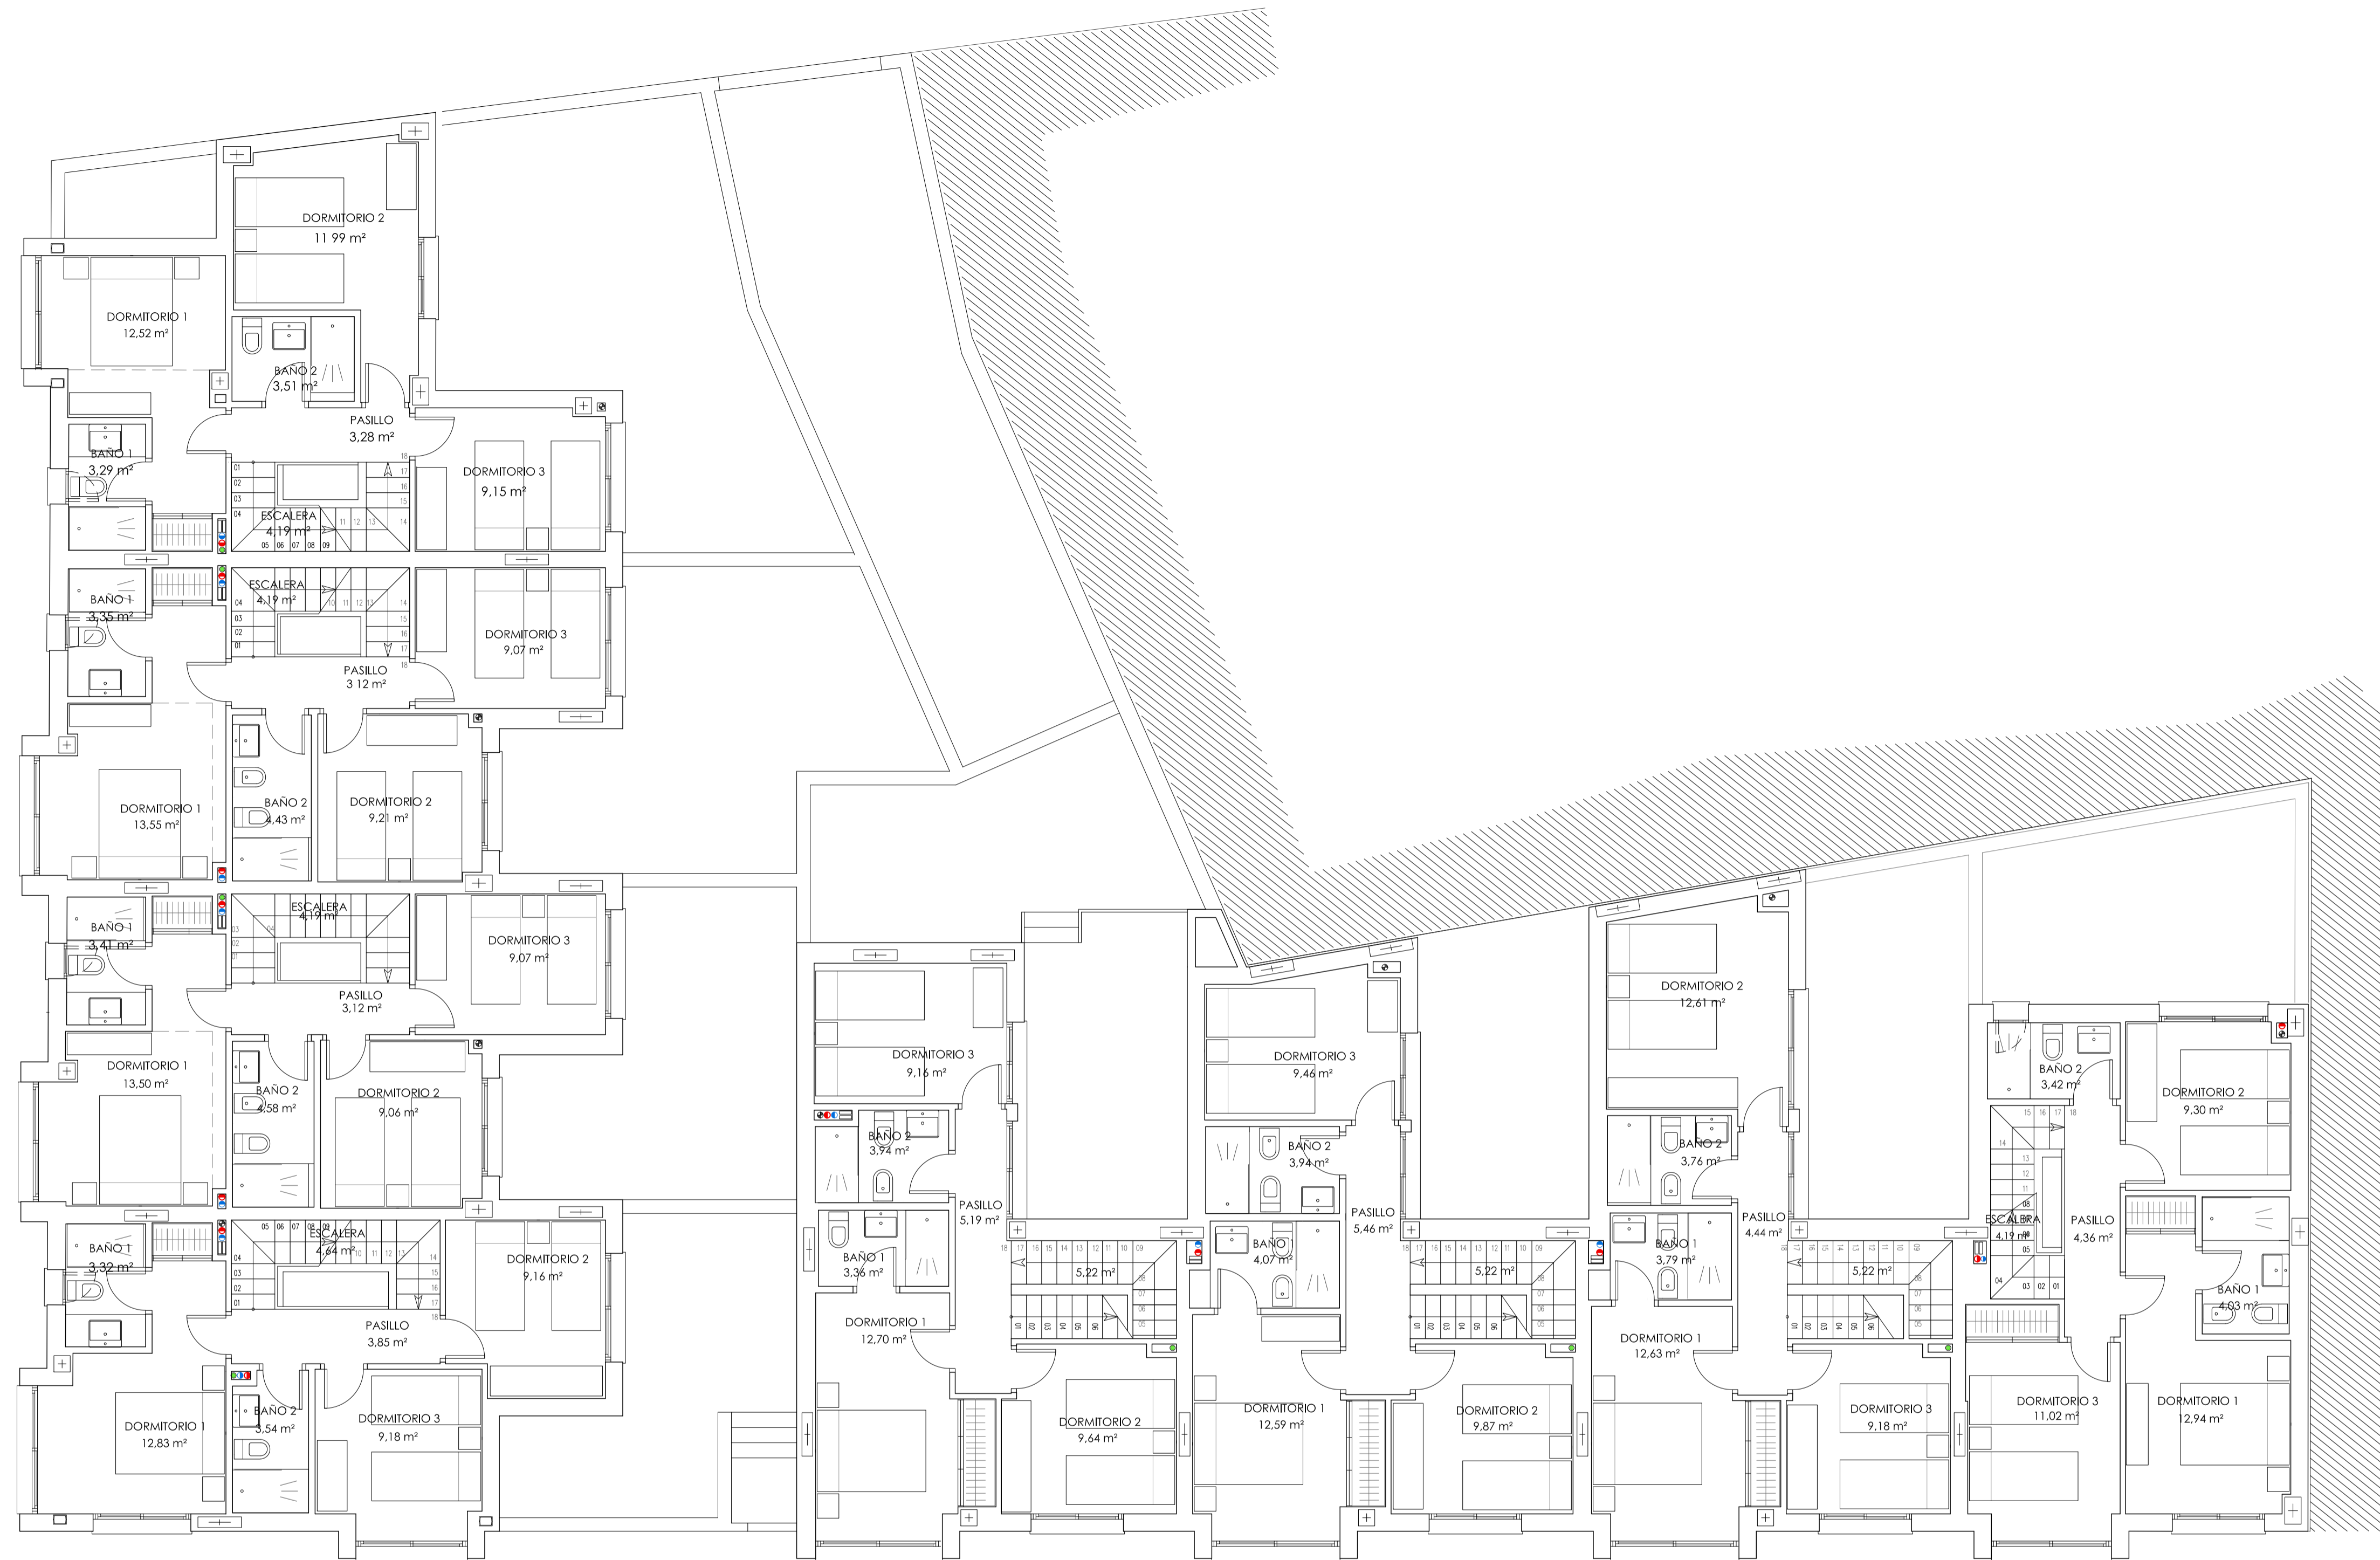 DORMITORIO 2
11 99 m²
DORMITORIO 1
12,52 m²
BAÑO 2
3,51 m²
PASILLO
3,28 m²
BAÑO 1
3,29 m²
DORMITORIO 3
9,15 m²
ESCALERA
4,19 m²
ESCALERA
4,19 m²
BAÑO 1
3,35 m²
DORMITORIO 3
9,07 m²
PASILLO
3 12 m²
DORMITORIO 1
13,55 m²
BAÑO 2
4,43 m²
DORMITORIO 2
9,21 m²
ESCALERA
4,19 m²
BAÑO 1
3,41 m²
DORMITORIO 3
9,07 m²
PASILLO
3,12 m²
DORMITORIO 1
13,50 m²
BAÑO 2
4,58 m²
DORMITORIO 2
9,06 m²
ESCALERA
4,64 m²
BAÑO 1
3,32 m²
DORMITORIO 2
9,16 m²
PASILLO
3,85 m²
DORMITORIO 1
12,83 m²
BAÑO 2
3,54 m²
DORMITORIO 3
9,18 m²
DORMITORIO 3
9,16 m²
BAÑO 2
3,94 m²
PASILLO
5,19 m²
BAÑO 1
3,36 m²
5,22 m²
DORMITORIO 1
12,70 m²
DORMITORIO 2
9,64 m²
DORMITORIO 3
9,46 m²
BAÑO 2
3,94 m²
PASILLO
5,46 m²
BAÑO 1
4,07 m²
5,22 m²
DORMITORIO 1
12,59 m²
DORMITORIO 2
9,87 m²
DORMITORIO 2
12,61 m²
BAÑO 2
3,76 m²
PASILLO
4,44 m²
BAÑO 1
3,79 m²
5,22 m²
DORMITORIO 1
12,63 m²
DORMITORIO 3
9,18 m²
BAÑO 2
3,42 m²
DORMITORIO 2
9,30 m²
ESCALERA
4,19 m²
PASILLO
4,36 m²
BAÑO 1
4,03 m²
DORMITORIO 3
11,02 m²
DORMITORIO 1
12,94 m²